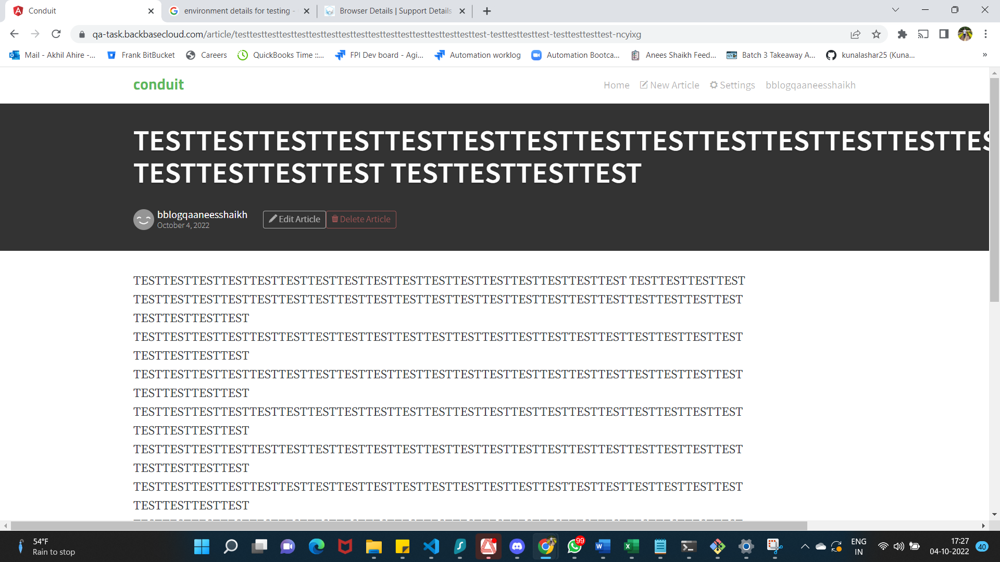 Conduit
environment details for testing -
Browser Details | Support Details
qa-task.backbasecloud.com/article/testtesttesttesttesttesttesttesttesttesttesttesttesttesttesttesttest-testtesttesttest-testtesttesttest-ncyixg
Mail - Akhil Ahire -...
Frank BitBucket
Careers
QuickBooks Time ::...
FPI Dev board - Agi...
Automation worklog
Automation Bootca...
Anees Shaikh Feed...
Batch 3 Takeaway A...
kunalashar25 (Kuna...
conduit
Home
New Article
Settings
bblogqaaneesshaikh
TESTTESTTESTTESTTESTTESTTESTTESTTESTTESTTESTTESTTESTTES
TESTTESTTESTTEST TESTTESTTESTTEST
bblogqaaneesshaikh
October 4, 2022
Edit Article
Delete Article
TESTTESTTESTTESTTESTTESTTESTTESTTESTTESTTESTTESTTESTTESTTESTTESTTEST TESTTESTTESTTEST
TESTTESTTESTTESTTESTTESTTESTTESTTESTTESTTESTTESTTESTTESTTESTTESTTESTTESTTESTTESTTEST
TESTTESTTESTTEST
TESTTESTTESTTESTTESTTESTTESTTESTTESTTESTTESTTESTTESTTESTTESTTESTTESTTESTTESTTESTTEST
TESTTESTTESTTEST
TESTTESTTESTTESTTESTTESTTESTTESTTESTTESTTESTTESTTESTTESTTESTTESTTESTTESTTESTTESTTEST
TESTTESTTESTTEST
TESTTESTTESTTESTTESTTESTTESTTESTTESTTESTTESTTESTTESTTESTTESTTESTTESTTESTTESTTESTTEST
TESTTESTTESTTEST
TESTTESTTESTTESTTESTTESTTESTTESTTESTTESTTESTTESTTESTTESTTESTTESTTESTTESTTESTTESTTEST
TESTTESTTESTTEST
TESTTESTTESTTESTTESTTESTTESTTESTTESTTESTTESTTESTTESTTESTTESTTESTTESTTESTTESTTESTTEST
TESTTESTTESTTEST
54°F
Rain to stop
99
ENG
IN
17:27
04-10-2022
40